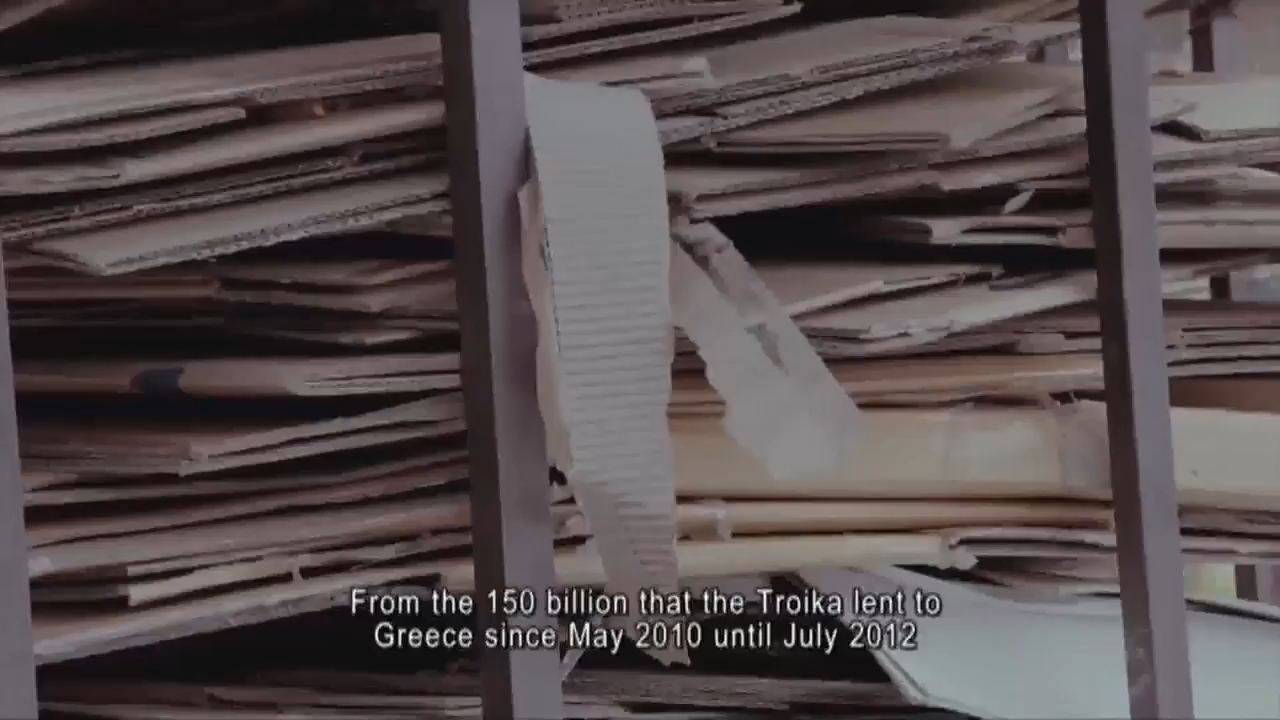 From the 150 billion that the Troika lent to
Greece since May 2010 until July 2012